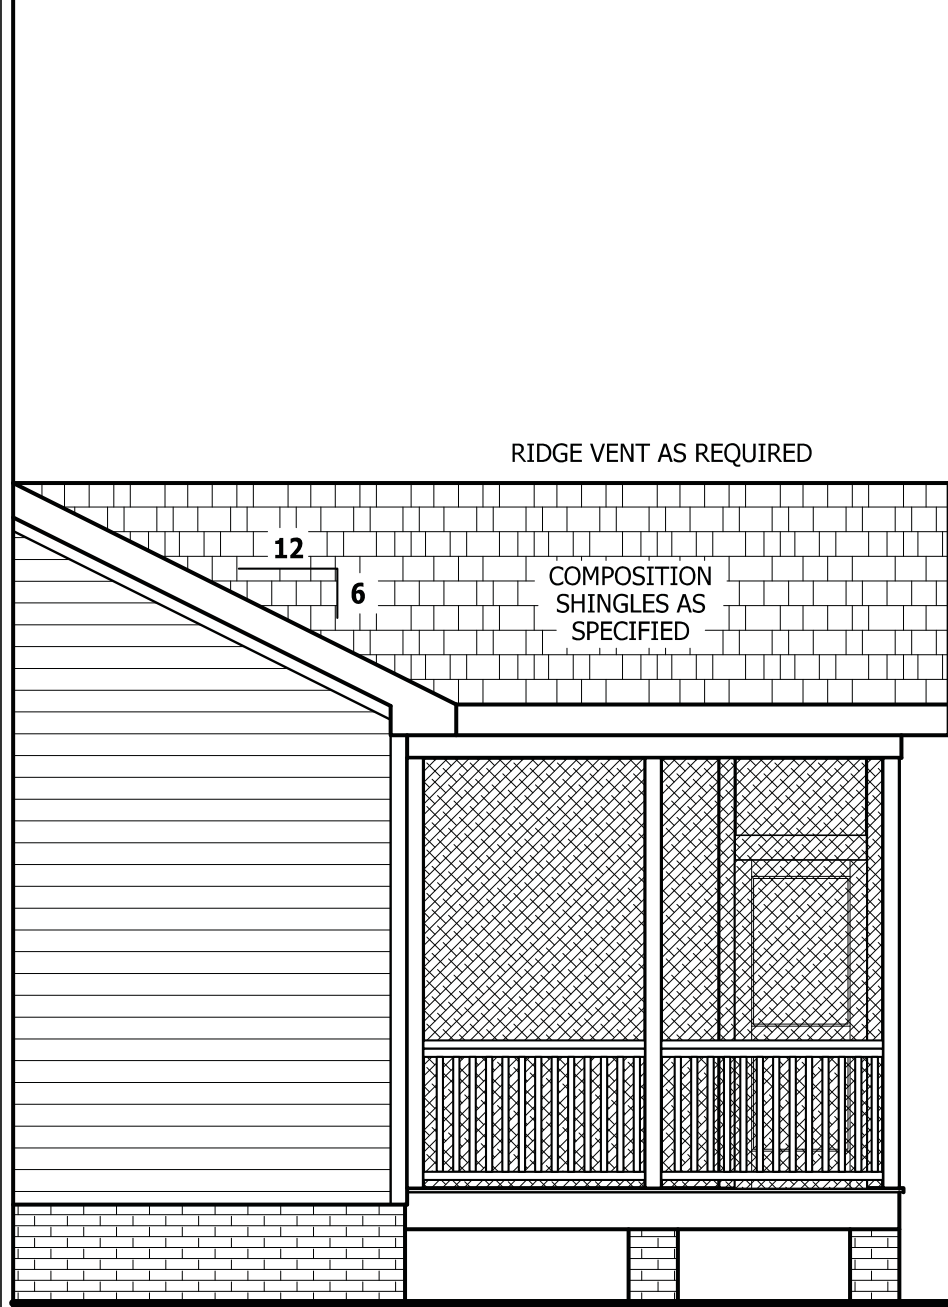 RIDGE VENT AS REQUIRED
12
6
COMPOSITION
SHINGLES AS
SPECIFIED